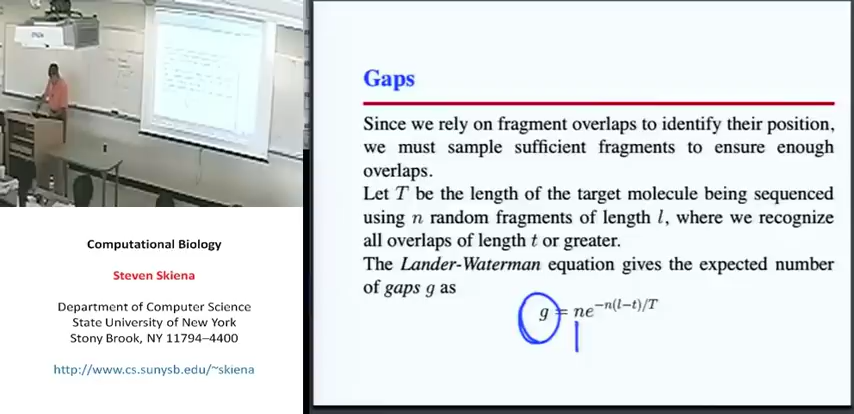 Computational Biology
Steven Skiena
Department of Computer Science
State University of New York
Stony Brook, NY 11794–4400
http://www.cs.sunysb.edu/~skiena
Gaps
Since we rely on fragment overlaps to identify their position,
we must sample sufficient fragments to ensure enough
overlaps.
Let T be the length of the target molecule being sequenced
using n random fragments of length l, where we recognize
all overlaps of length t or greater.
The Lander-Waterman equation gives the expected number
of gaps g as
g = ne^{−n(l−t)/T}